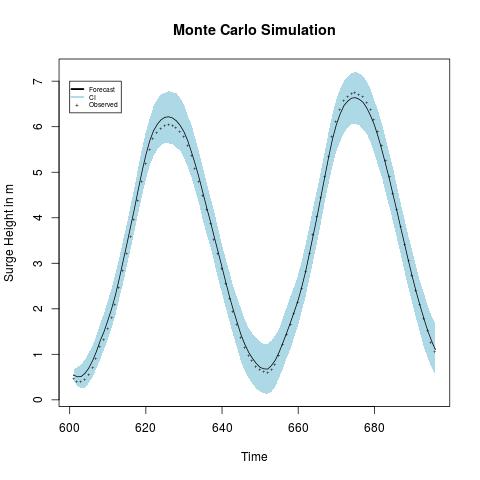 Monte Carlo Simulation
Forecast
CI
Observed
Surge Height in m
7
6
5
4
3
2
1
0
600 620 640 660 680
Time